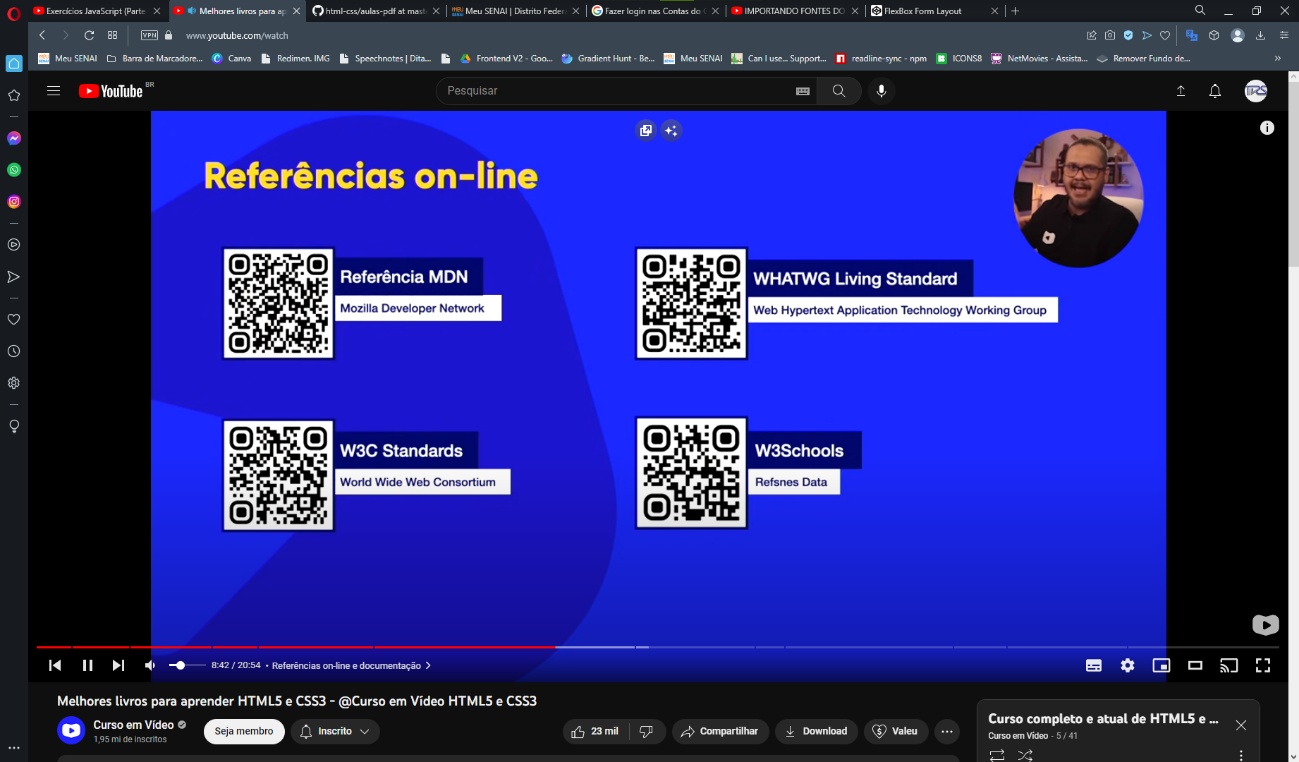 Exercícios JavaScript (Parte
Melhores livros para ap
html-css/aulas-pdf at mast
Meu SENAI | Distrito Feder
Fazer login nas Contas do G
IMPORTANDO FONTES DO
FlexBox Form Layout
VPN
www.youtube.com/watch
Meu SENAI
Barra de Marcadore...
Canva
Redimen. IMG
Speechnotes | Dita...
Frontend V2 - Goo...
Gradient Hunt - Be...
Meu SENAI
Can I use... Support...
readline-sync - npm
ICONS8
NetMovies - Assista...
Remover Fundo de...
YouTube BR
Pesquisar
Referências on-line
Referência MDN
Mozilla Developer Network
WHATWG Living Standard
Web Hypertext Application Technology Working Group
W3C Standards
World Wide Web Consortium
W3Schools
Refsnes Data
8:42 / 20:54 • Referências on-line e documentação
Melhores livros para aprender HTML5 e CSS3 - @Curso em Vídeo HTML5 e CSS3
Curso em Vídeo
1,95 mi de inscritos
Seja membro
Inscrito
23 mil
Compartilhar
Download
Valeu
Curso completo e atual de HTML5 e ...
Curso em Vídeo - 5 / 41